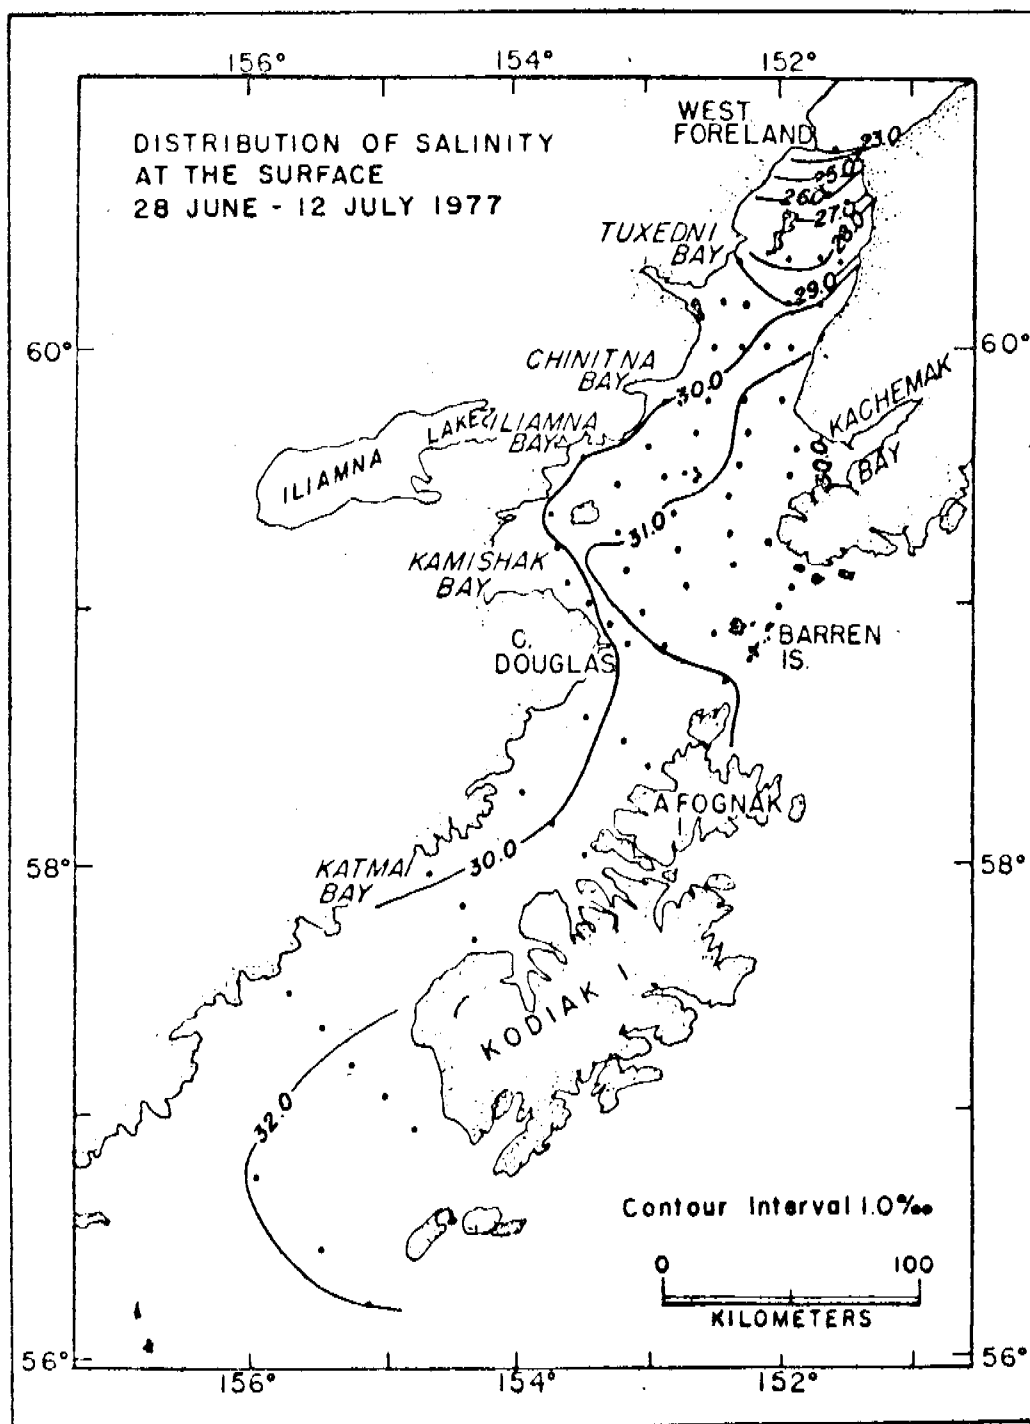 156° 154° 152°
DISTRIBUTION OF SALINITY
AT THE SURFACE
28 JUNE - 12 JULY 1977
WEST
FORELAND
23.0
25.0
26.0
27.0
28.0
29.0
TUXEDNI
BAY
60° 60°
CHINITNA
BAY
30.0
KACHEMAK
BAY
30.0
LAKE
ILIAMNA
ILIAMNA
BAY
31.0
KAMISHAK
BAY
C.
DOUGLAS
BARREN
IS.
AFOGNAK
I.
58° 58°
KATMAI
BAY
30.0
KODIAK I
32.0
Contour Interval 1.0‰
0 100
KILOMETERS
56° 56°
156° 154° 152°